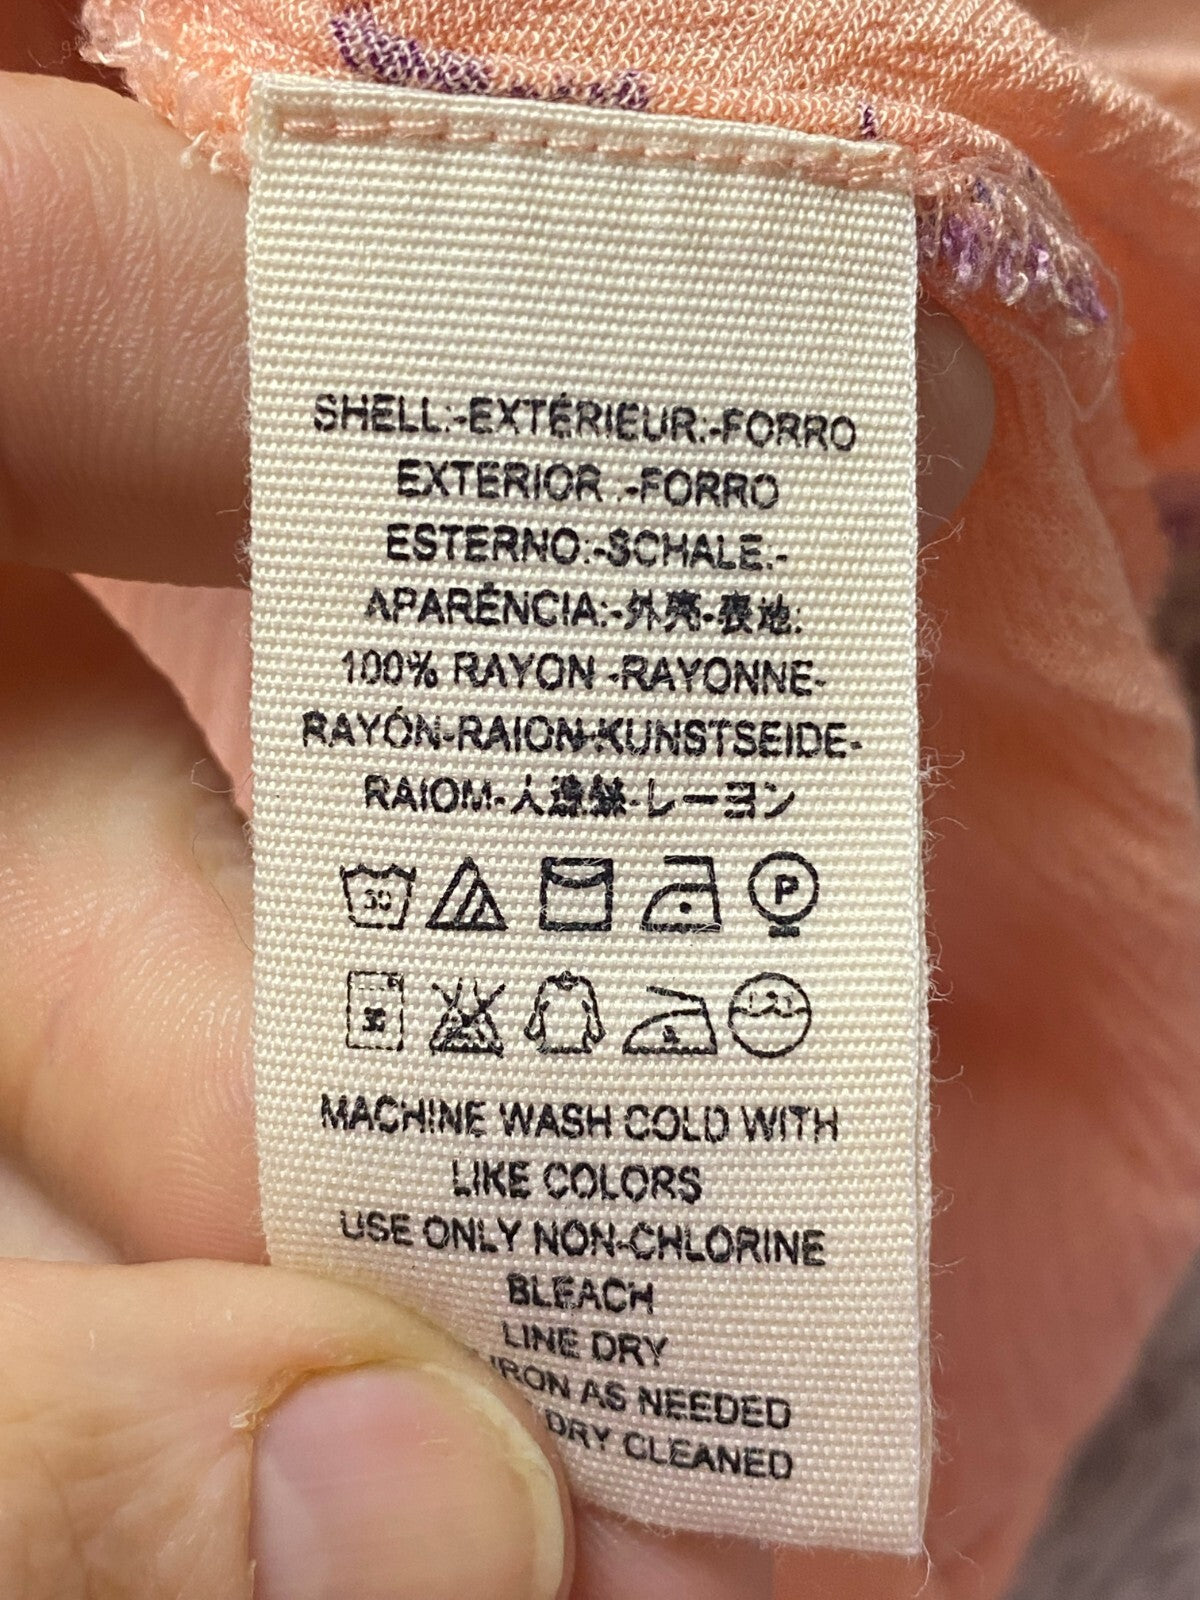 SHELL:-EXTÉRIEUR:-FORRO
EXTERIOR.-FORRO
ESTERNO:-SCHALE:-
APARÊNCIA:-外壳-表地:
100% RAYON-RAYONNE-
RAYÓN-RAION-KUNSTSEIDE-
RAIOM-人造絲-レーヨン
30
P
MACHINE WASH COLD WITH
LIKE COLORS
USE ONLY NON-CHLORINE
BLEACH
LINE DRY
IRON AS NEEDED
DRY CLEANED